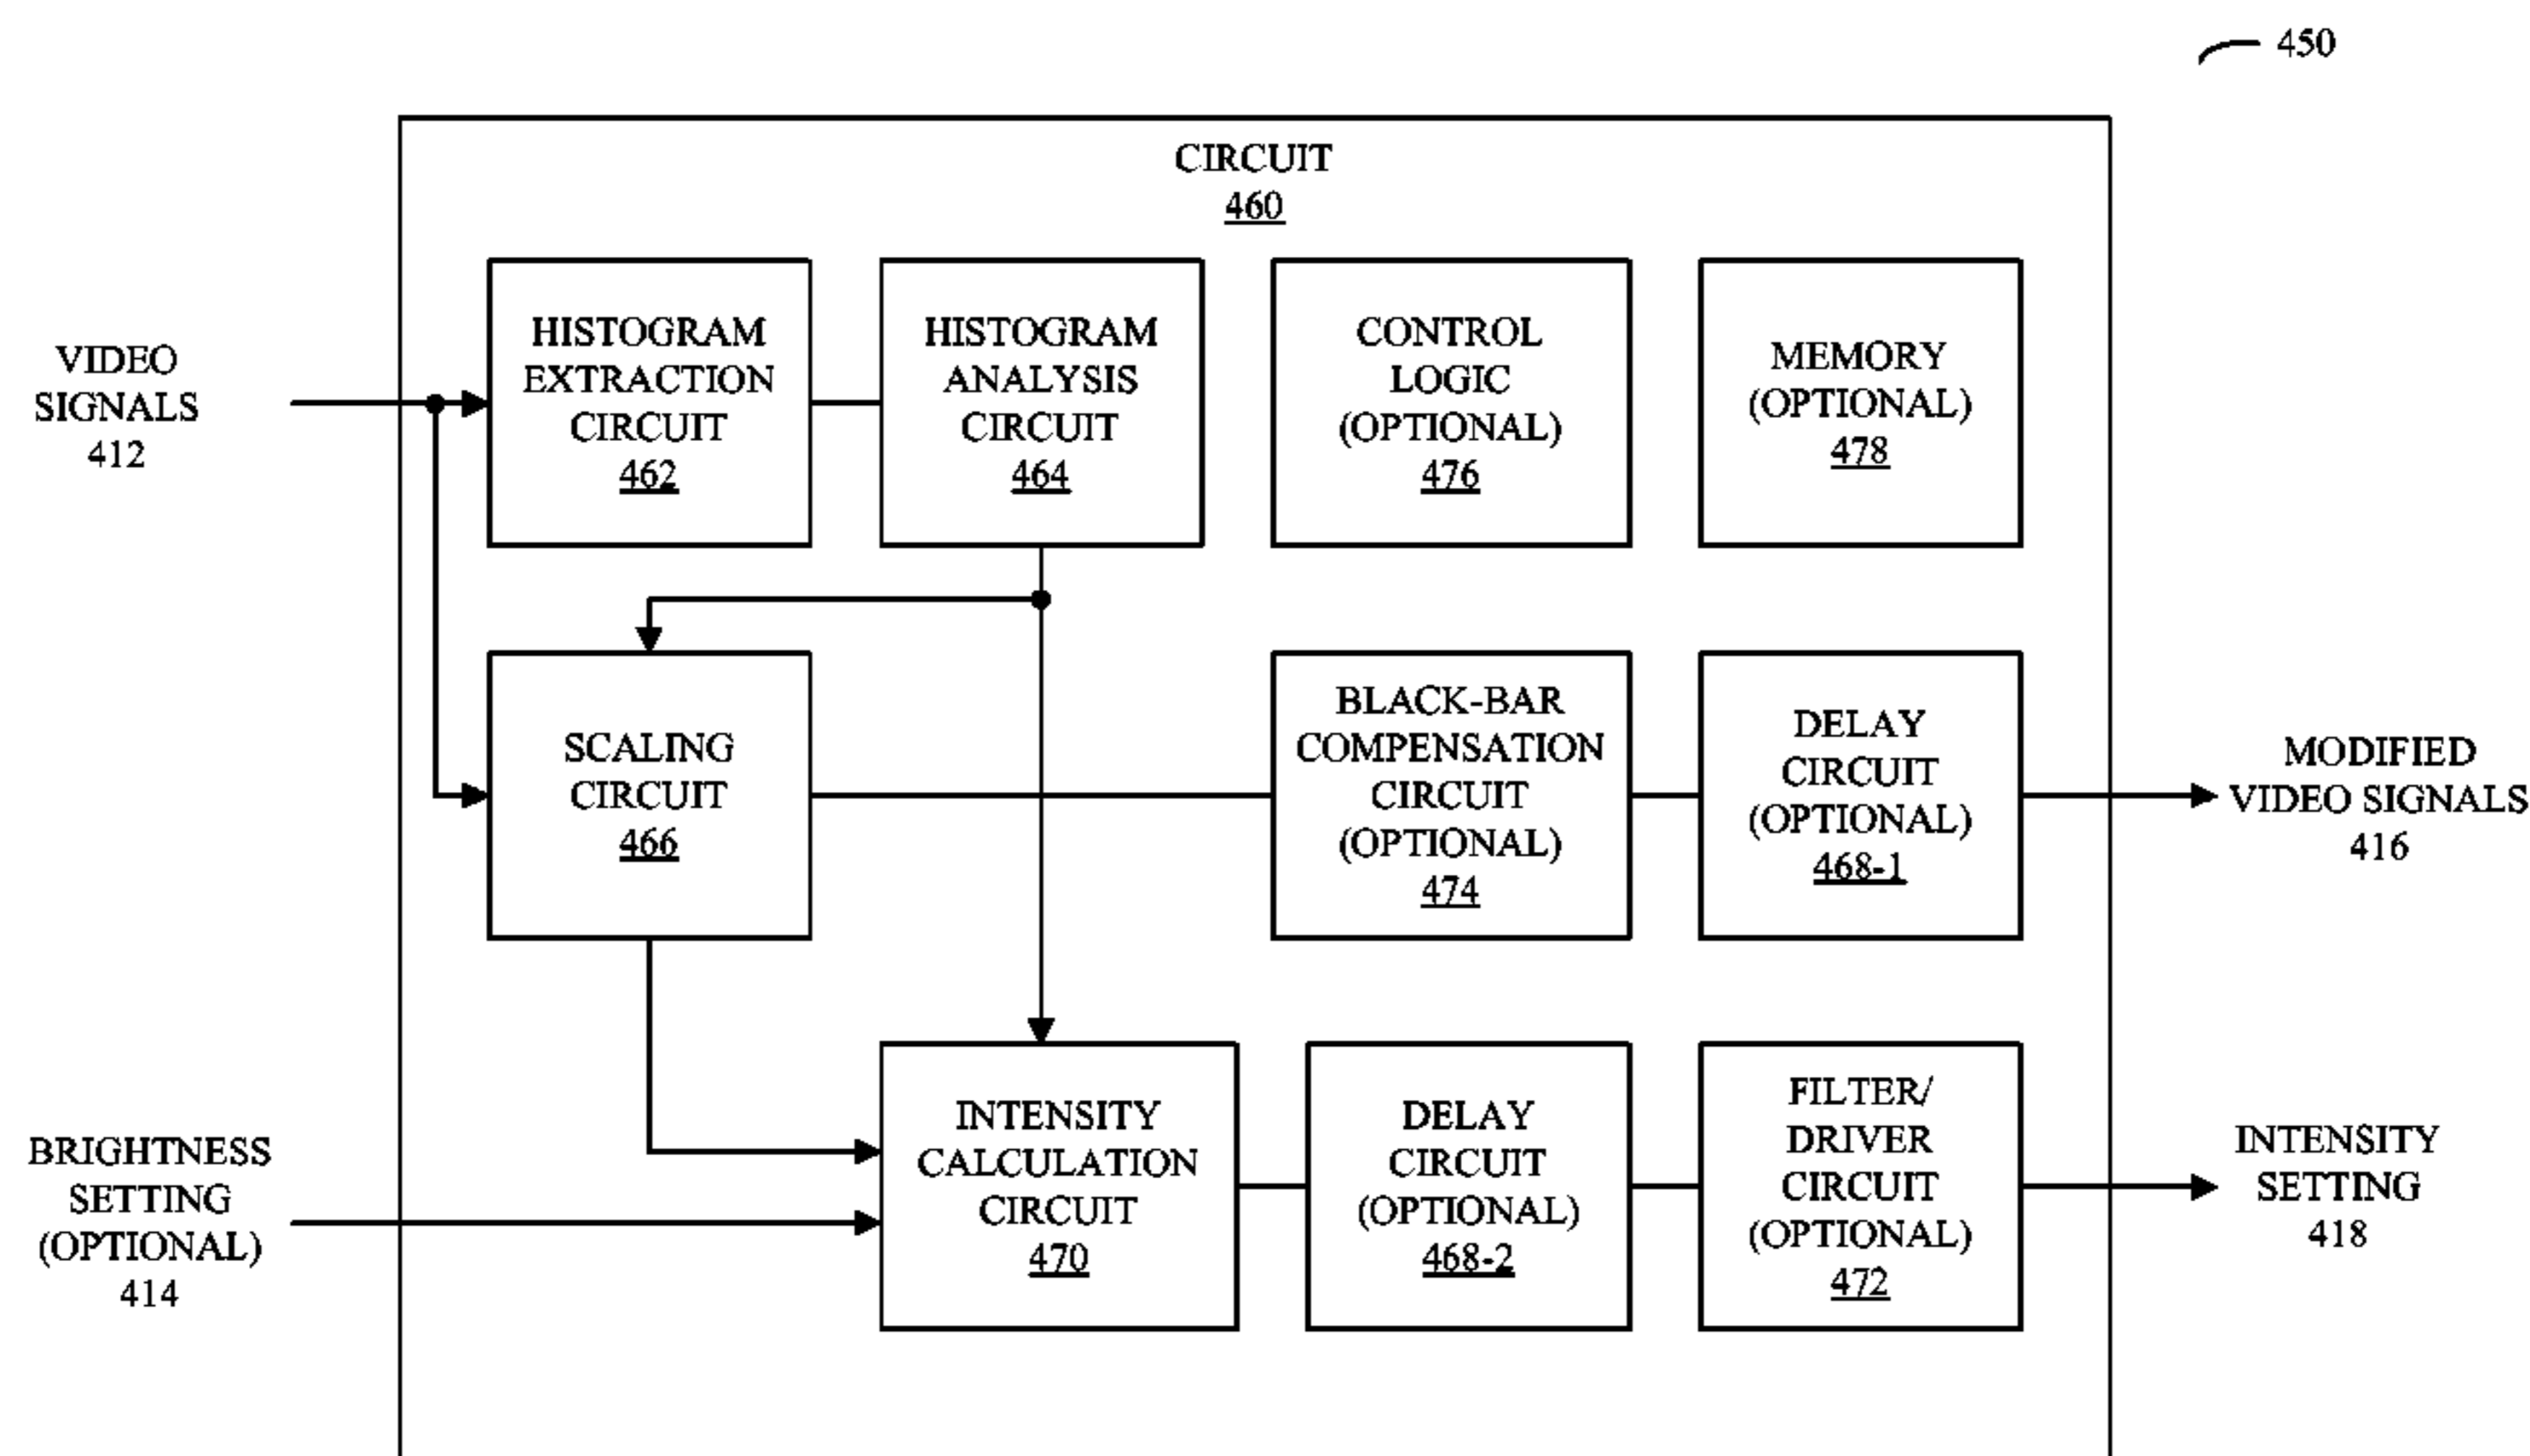 450
CIRCUIT
460
VIDEO
SIGNALS
412
HISTOGRAM
EXTRACTION
CIRCUIT
462
HISTOGRAM
ANALYSIS
CIRCUIT
464
CONTROL
LOGIC
(OPTIONAL)
476
MEMORY
(OPTIONAL)
478
SCALING
CIRCUIT
466
BLACK-BAR
COMPENSATION
CIRCUIT
(OPTIONAL)
474
DELAY
CIRCUIT
(OPTIONAL)
468-1
MODIFIED
VIDEO SIGNALS
416
BRIGHTNESS
SETTING
(OPTIONAL)
414
INTENSITY
CALCULATION
CIRCUIT
470
DELAY
CIRCUIT
(OPTIONAL)
468-2
FILTER/
DRIVER
CIRCUIT
(OPTIONAL)
472
INTENSITY
SETTING
418